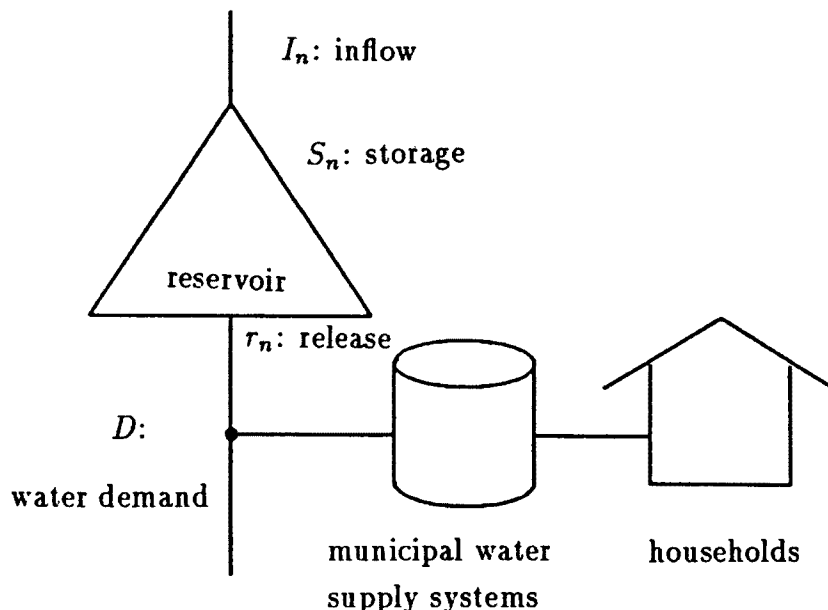 I_n: inflow
S_n: storage
reservoir
r_n: release
D:
water demand
municipal water
supply systems
households